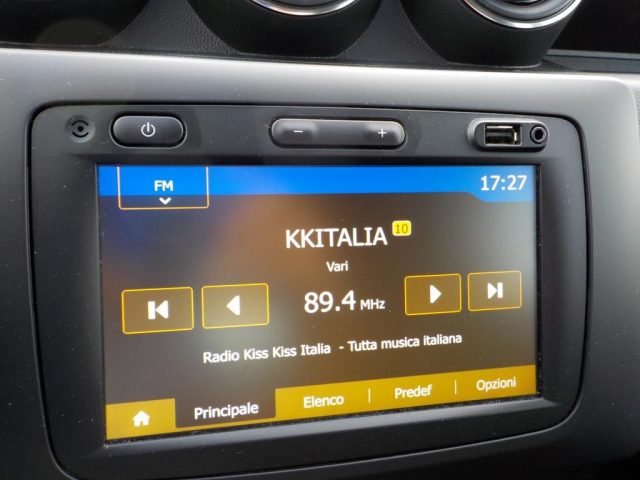 FM
17:27
KKITALIA 10
Vari
89.4 MHz
Radio Kiss Kiss Italia - Tutta musica italiana
Principale Elenco Predef Opzioni